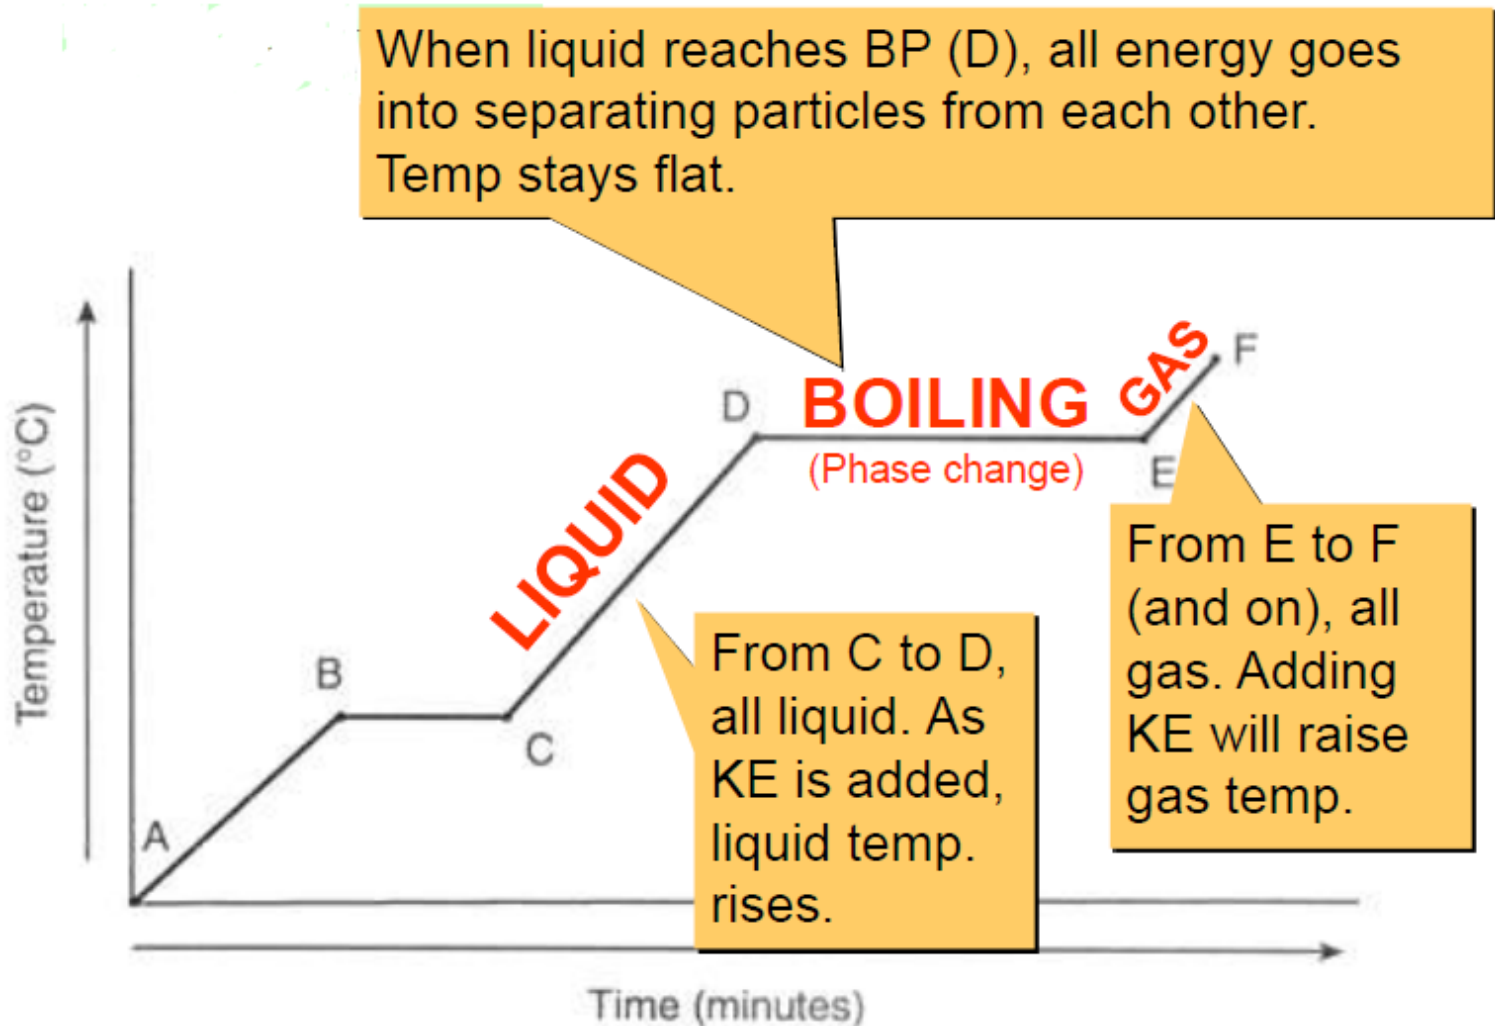 When liquid reaches BP (D), all energy goes
into separating particles from each other.
Temp stays flat.
Temperature (°C)
A
B
C
LIQUID
D
BOILING
(Phase change)
GAS
E
F
From C to D,
all liquid. As
KE is added,
liquid temp.
rises.
From E to F
(and on), all
gas. Adding
KE will raise
gas temp.
Time (minutes)